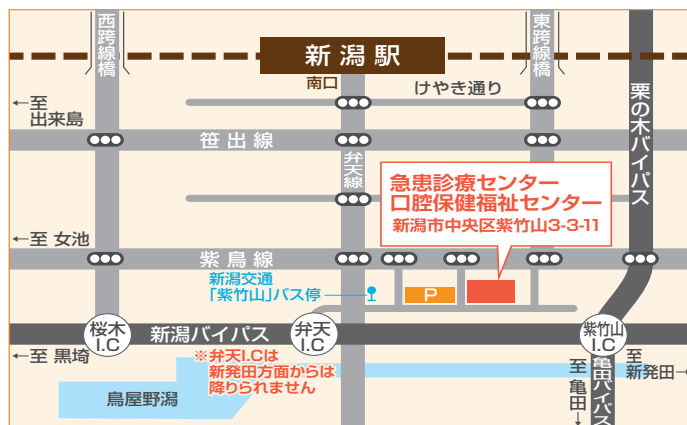 西跨線橋
新潟駅
東跨線橋
南口
けやき通り
栗の木バイパス
←至
出来島
笹出線
弁天線
急患診療センター
口腔保健福祉センター
新潟市中央区紫竹山3-3-11
←至 女池
紫鳥線
新潟交通
「紫竹山」バス停
P
桜木
I.C
新潟バイパス
弁天
I.C
紫竹山
I.C
←至 黒埼
※弁天I.Cは
新発田方面からは
降りられません
鳥屋野潟
至
亀田
↓
亀田バイパス
至
新発田→